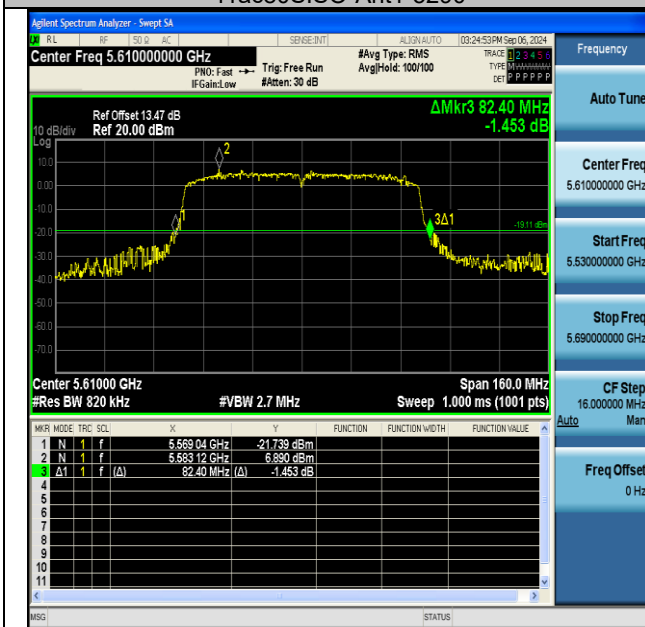 Agilent Spectrum Analyzer - Swept SA
RL RF 50 Ω AC SENSE:INT ALIGN AUTO 03:24:53 PM Sep 06, 2024
Center Freq 5.610000000 GHz #Avg Type: RMS TRACE 1 2 3 4 5 6
PNO: Fast Trig: Free Run Avg|Hold: 100/100 TYPE
IFGain:Low #Atten: 30 dB DET P P P P P P
Ref Offset 13.47 dB ΔMkr3 82.40 MHz
10 dB/div Ref 20.00 dBm -1.453 dB
Log
10.0
0.00
-10.0
-20.0
-30.0
-40.0
-50.0
-60.0
-70.0
2
1
3Δ1
-19.11 dBm
Center 5.61000 GHz Span 160.0 MHz
#Res BW 820 kHz #VBW 2.7 MHz Sweep 1.000 ms (1001 pts)
MKR MODE TRC SCL X Y FUNCTION FUNCTION WIDTH FUNCTION VALUE
1 N 1 f 5.569 04 GHz -21.739 dBm
2 N 1 f 5.583 12 GHz 6.890 dBm
3 Δ1 1 f (Δ) 82.40 MHz (Δ) -1.453 dB
4
5
6
7
8
9
10
11
MSG STATUS
Frequency
Auto Tune
Center Freq
5.610000000 GHz
Start Freq
5.530000000 GHz
Stop Freq
5.690000000 GHz
CF Step
16.000000 MHz
Auto Man
Freq Offset
0 Hz